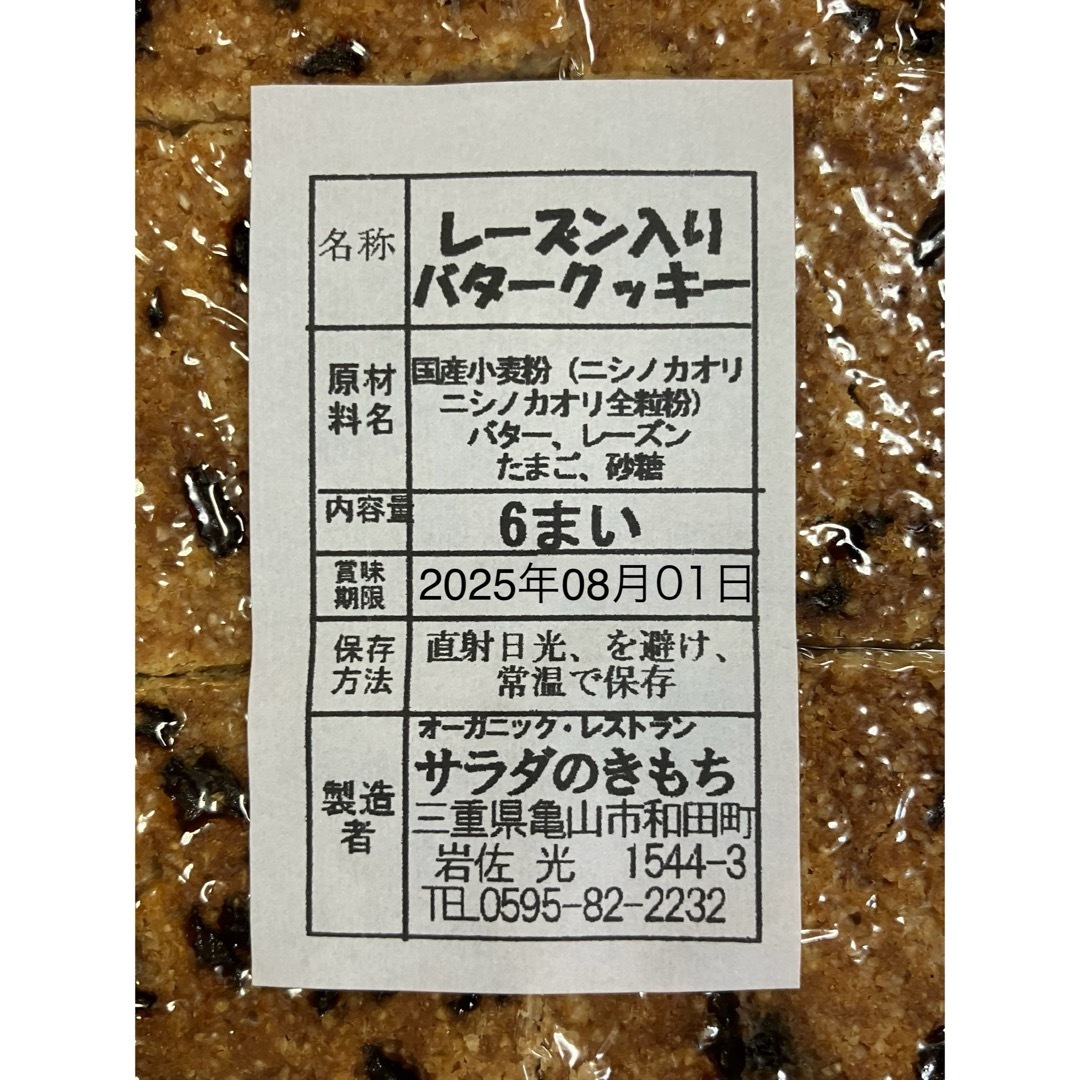 名称
レーズン入り
バタークッキー
原材
料名
国産小麦粉（ニシノカオリ
ニシノカオリ全粒粉）
バター、レーズン
たまご、砂糖
内容量
6まい
賞味
期限
2025年08月01日
保存
方法
直射日光、を避け、
常温で保存
製造
者
オーガニック・レストラン
サラダのきもち
三重県亀山市和田町
岩佐 光 1544-3
TEL0595-82-2232